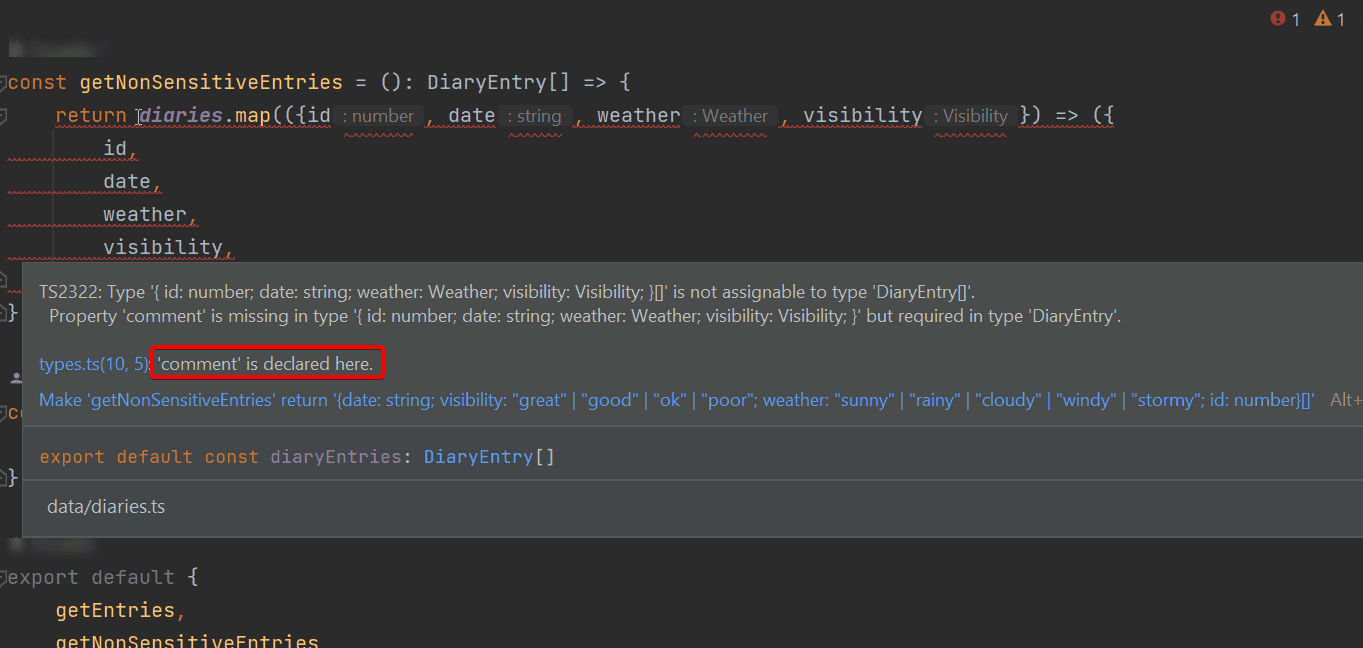 1 1
const getNonSensitiveEntries = (): DiaryEntry[] => {
return diaries.map(({id : number , date : string , weather : Weather , visibility : Visibility }) => ({
id,
date,
weather,
visibility,
TS2322: Type '{ id: number; date: string; weather: Weather; visibility: Visibility; }[]' is not assignable to type 'DiaryEntry[]'.
Property 'comment' is missing in type '{ id: number; date: string; weather: Weather; visibility: Visibility; }' but required in type 'DiaryEntry'.
}
types.ts(10, 5): 'comment' is declared here.
Make 'getNonSensitiveEntries' return '{date: string; visibility: "great" | "good" | "ok" | "poor"; weather: "sunny" | "rainy" | "cloudy" | "windy" | "stormy"; id: number}[]' Alt+
co
export default const diaryEntries: DiaryEntry[]
}
data/diaries.ts
export default {
getEntries,
getNonSensitiveEntries